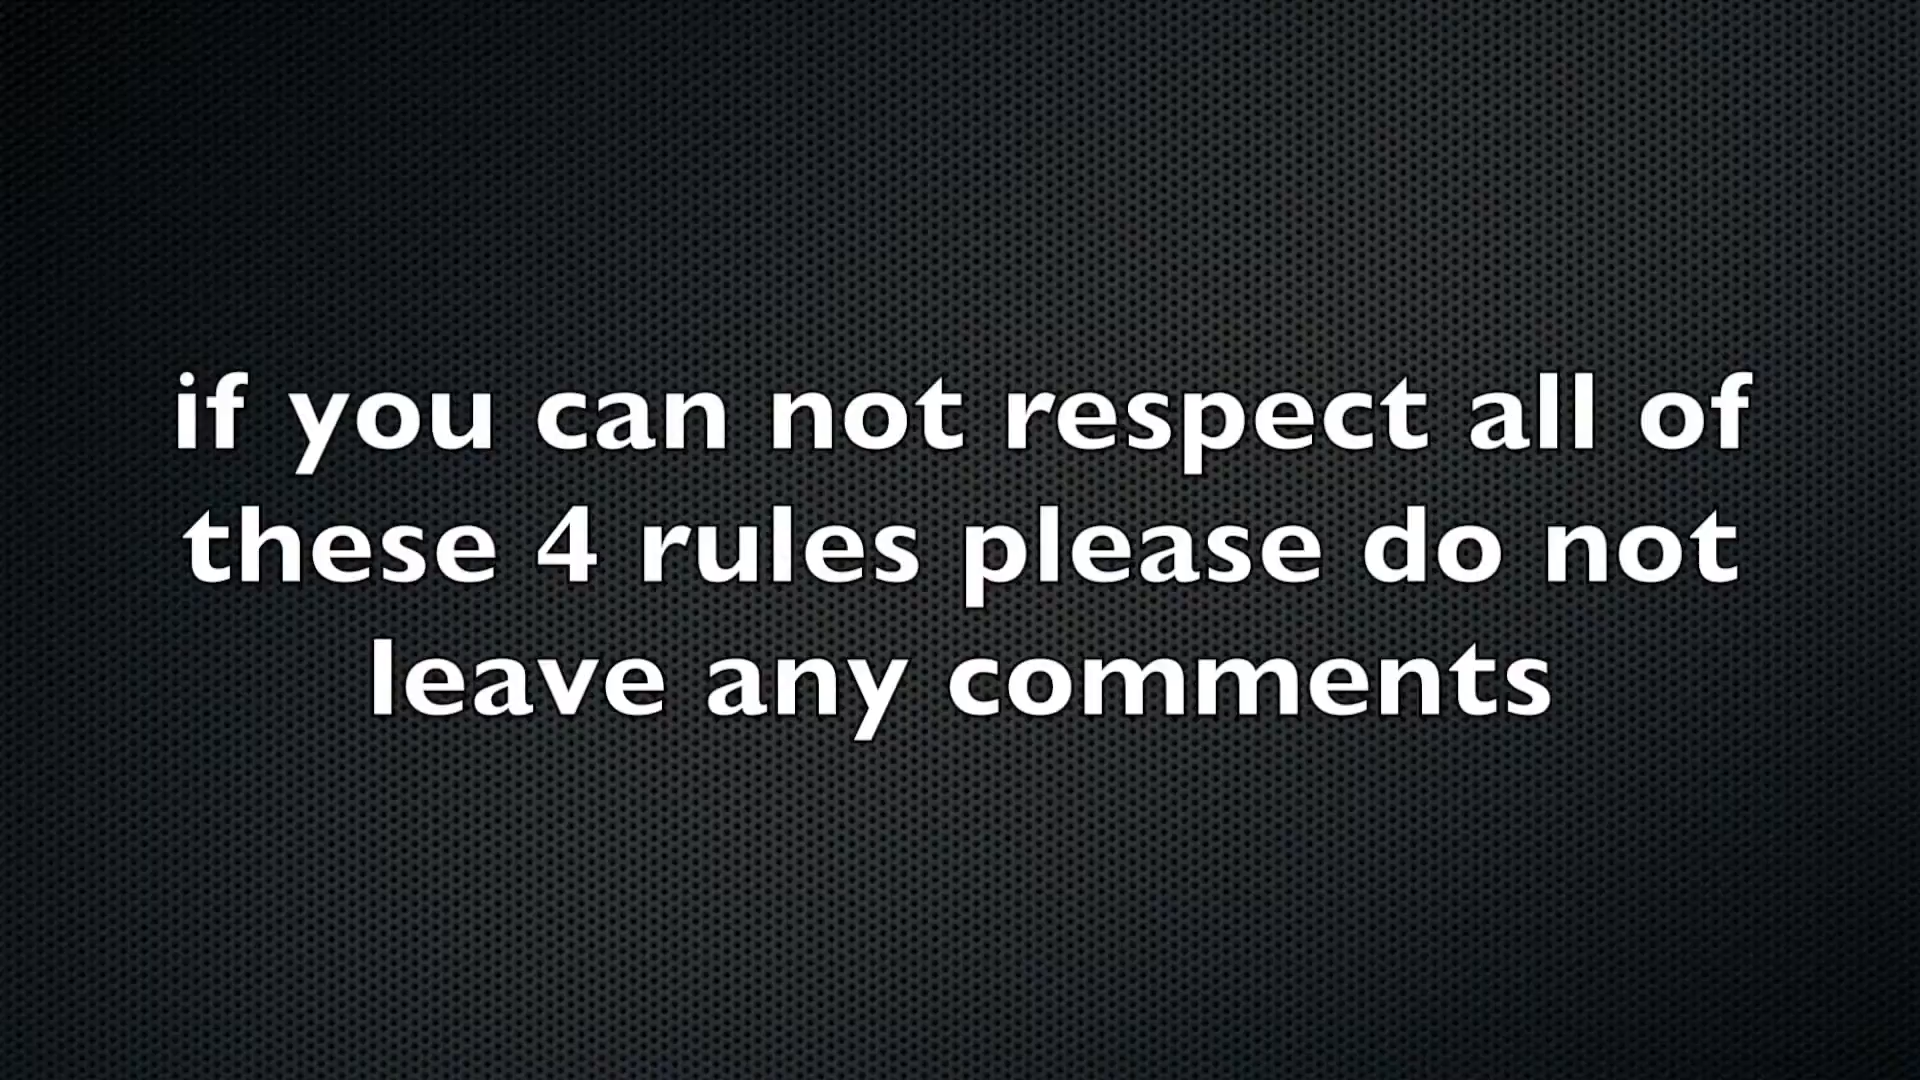 if you can not respect all of
these 4 rules please do not
leave any comments